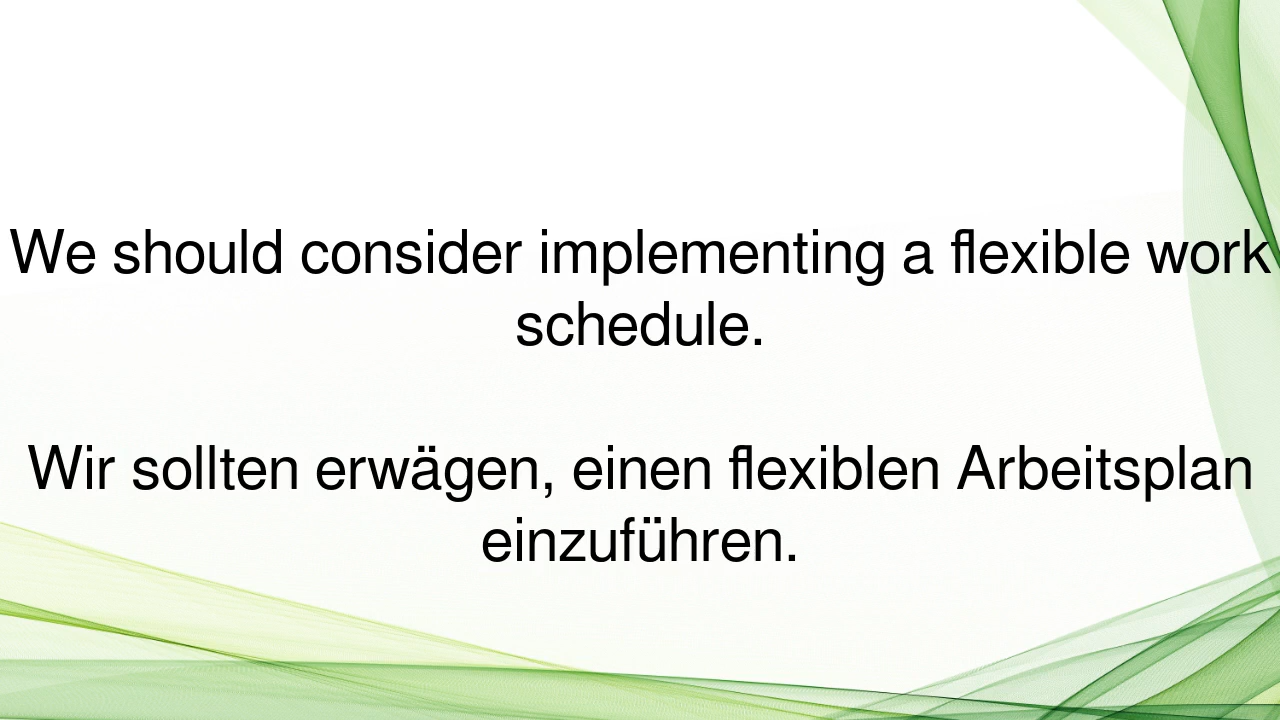 We should consider implementing a flexible work
schedule.
Wir sollten erwägen, einen flexiblen Arbeitsplan
einzuführen.